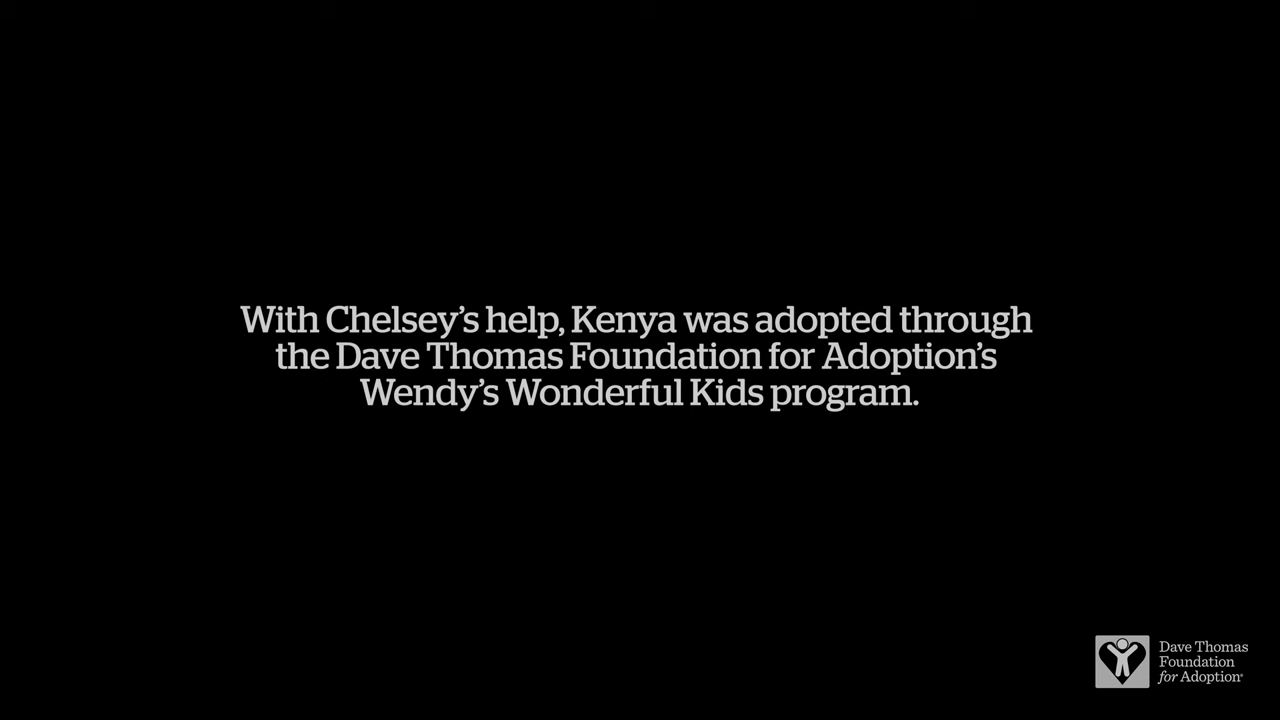 With Chelsey’s help, Kenya was adopted through
the Dave Thomas Foundation for Adoption’s
Wendy’s Wonderful Kids program.
Dave Thomas
Foundation
for Adoption®